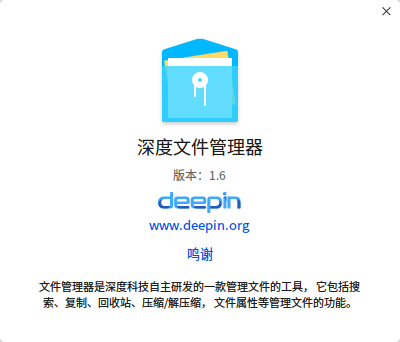 深度文件管理器
版本：1.6
deepin
www.deepin.org
鸣谢
文件管理器是深度科技自主研发的一款管理文件的工具，它包括搜
索、复制、回收站、压缩/解压缩，文件属性等管理文件的功能。